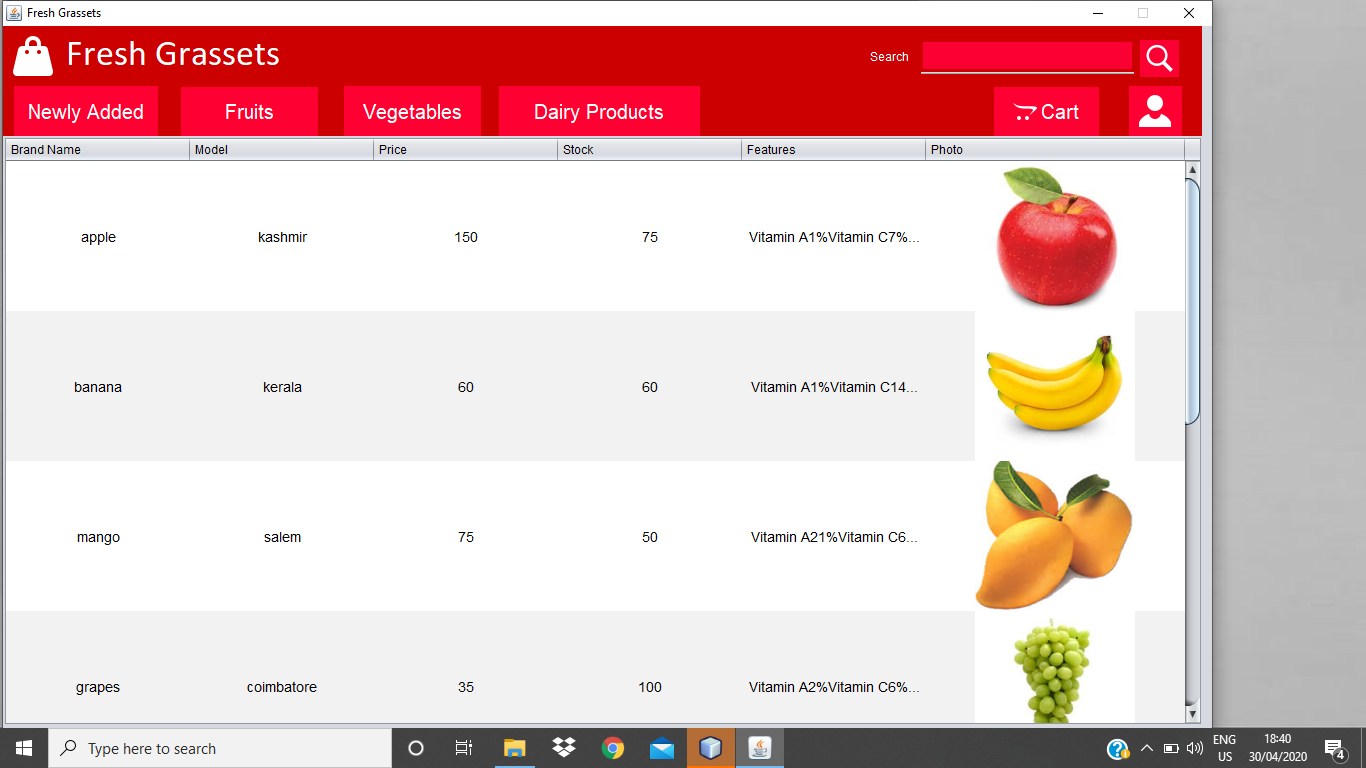 Fresh Grassets
Fresh Grassets
Search
Newly Added Fruits Vegetables Dairy Products Cart
Brand Name Model Price Stock Features Photo
apple kashmir 150 75 Vitamin A1%Vitamin C7%...
banana kerala 60 60 Vitamin A1%Vitamin C14...
mango salem 75 50 Vitamin A21%Vitamin C6...
grapes coimbatore 35 100 Vitamin A2%Vitamin C6%...
Type here to search
ENG 18:40
US 30/04/2020 4